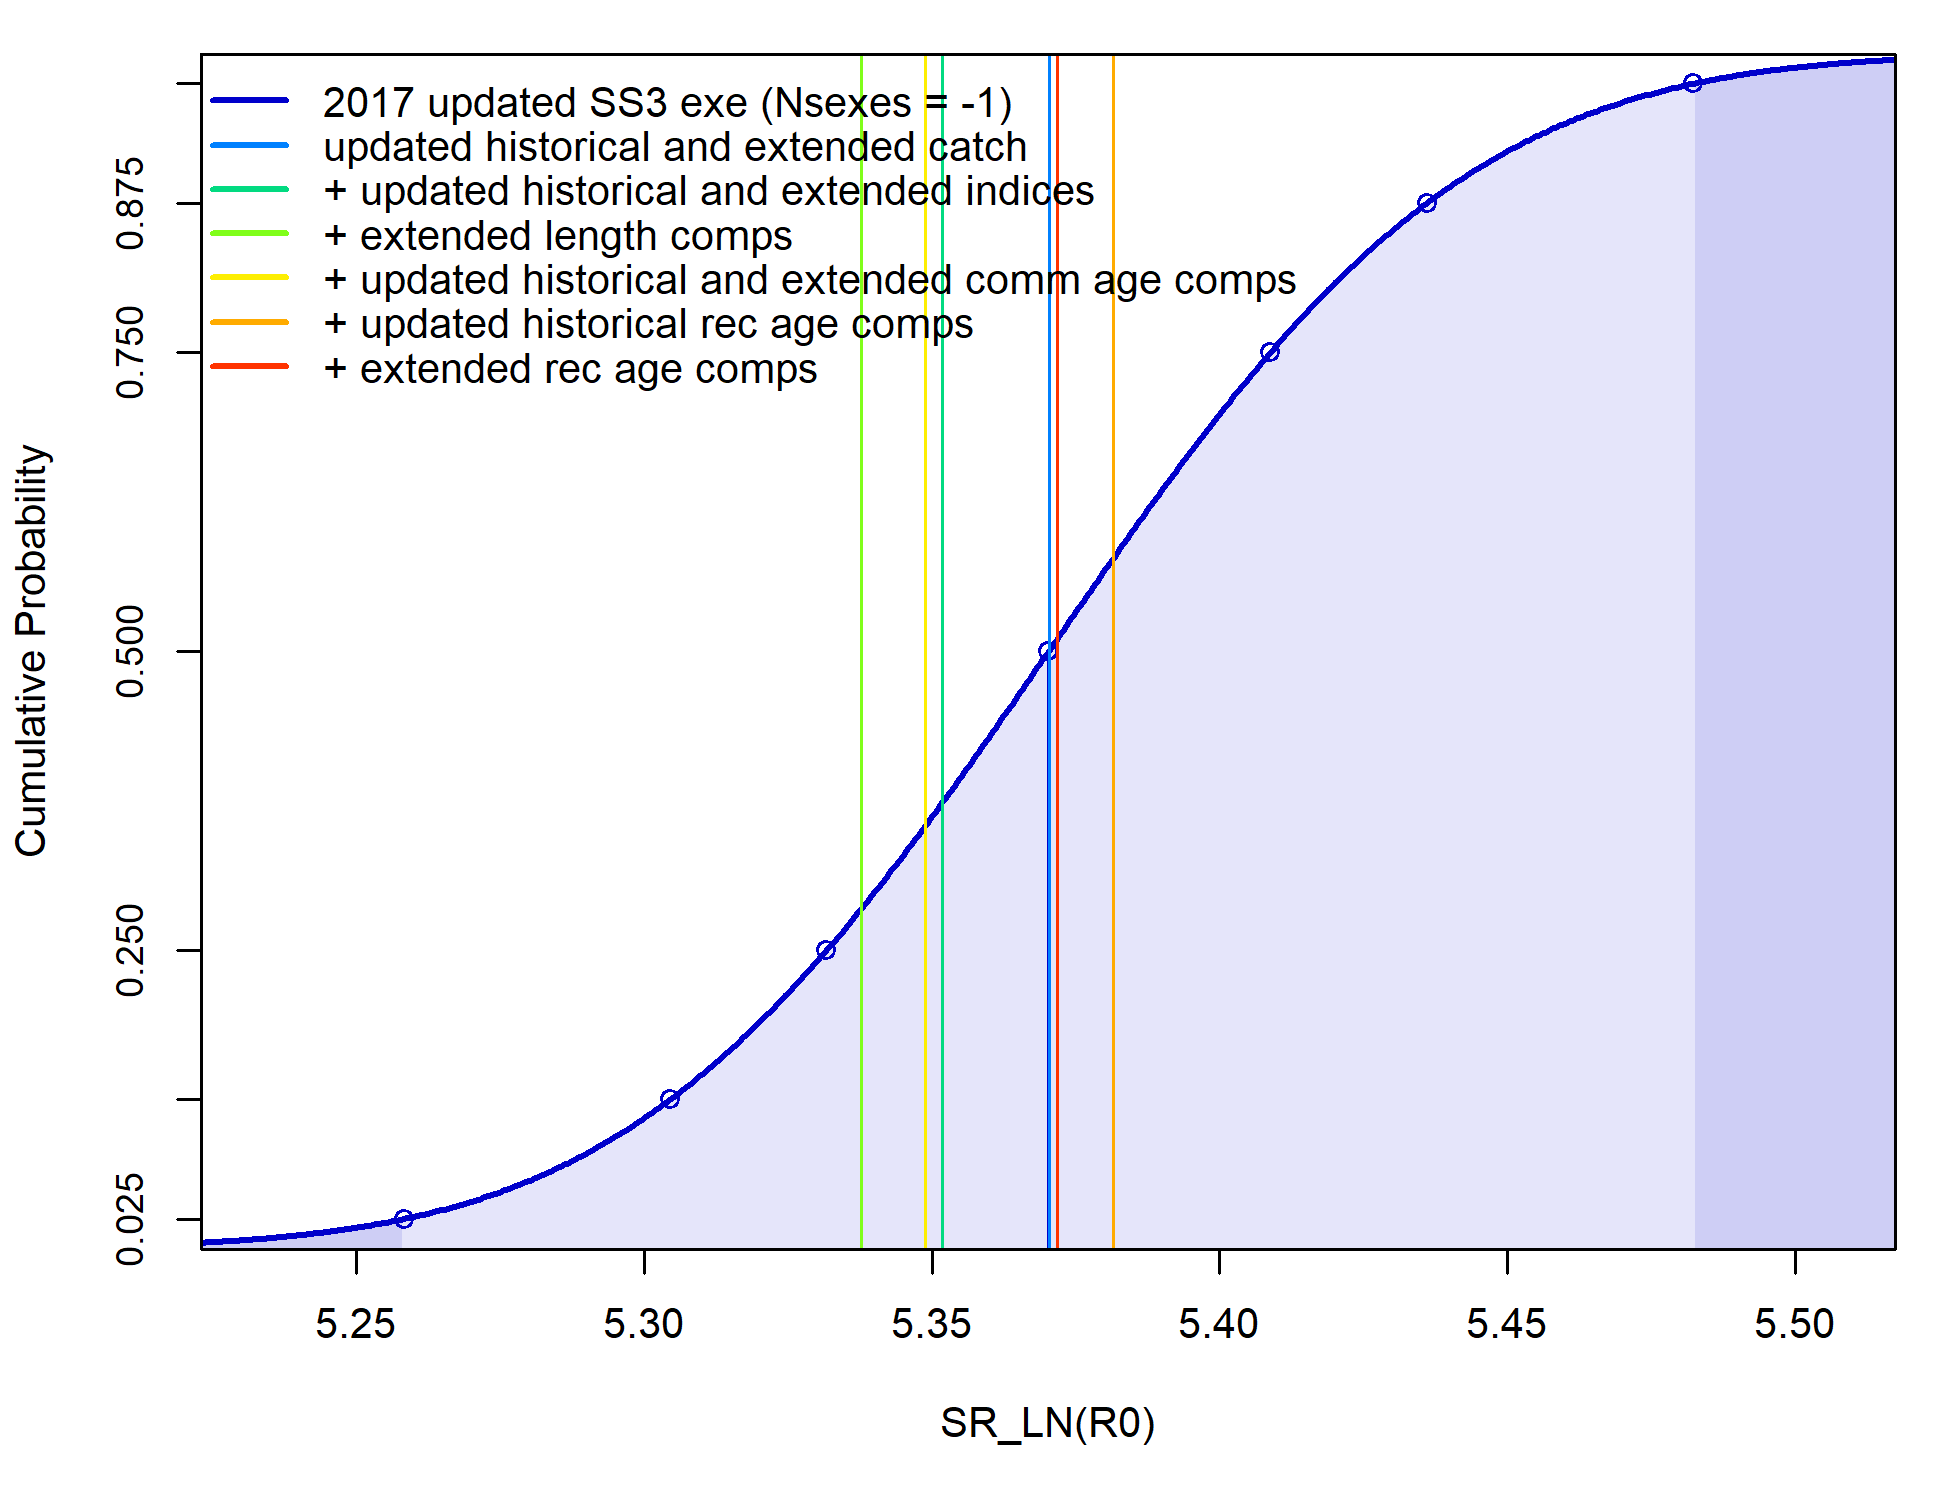 2017 updated SS3 exe (Nsexes = -1)
updated historical and extended catch
+ updated historical and extended indices
+ extended length comps
+ updated historical and extended comm age comps
+ updated historical rec age comps
+ extended rec age comps
Cumulative Probability
0.875
0.750
0.500
0.250
0.025
5.25 5.30 5.35 5.40 5.45 5.50
SR_LN(R0)